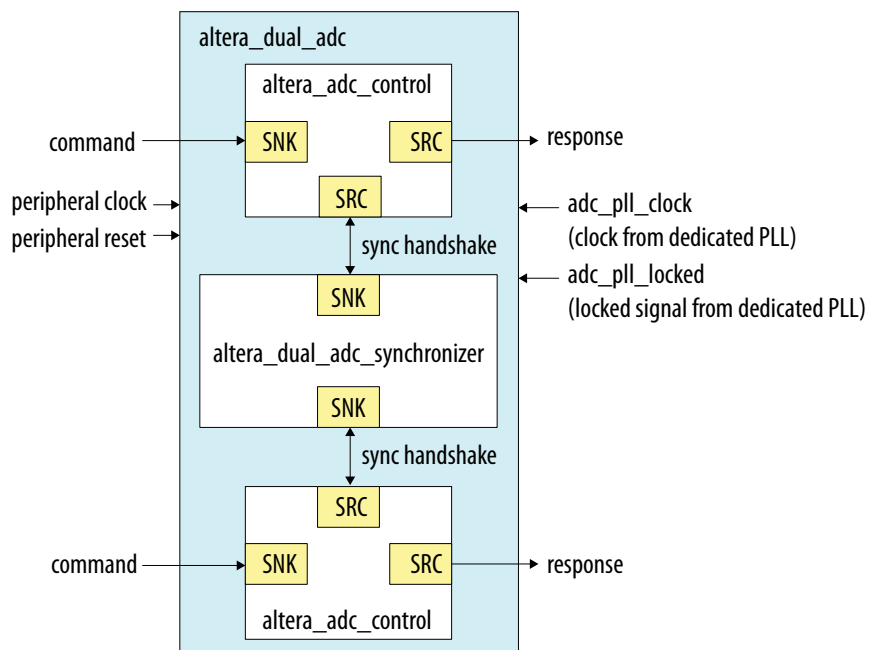 altera_dual_adc
altera_adc_control
command
SNK
SRC
response
SRC
peripheral clock
peripheral reset
adc_pll_clock
(clock from dedicated PLL)
sync handshake
adc_pll_locked
(locked signal from dedicated PLL)
SNK
altera_dual_adc_synchronizer
SNK
sync handshake
SRC
command
SNK
SRC
response
altera_adc_control